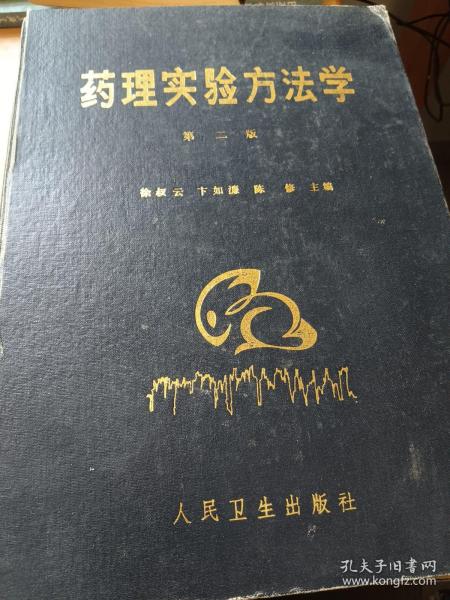 药理实验方法学
第二版
徐叔云 卞如濂 陈修 主编
人民卫生出版社
孔夫子旧书网
www.kongfz.com